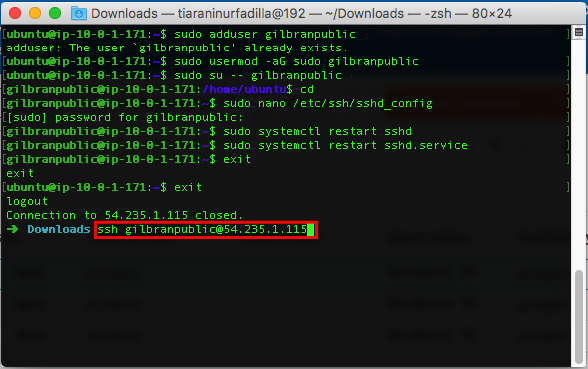 Downloads — tiaraninurfadilla@192 — ~/Downloads — -zsh — 80×24
[ubuntu@ip-10-0-1-171:~$ sudo adduser gilbranpublic
adduser: The user `gilbranpublic' already exists.
[ubuntu@ip-10-0-1-171:~$ sudo usermod -aG sudo gilbranpublic
[ubuntu@ip-10-0-1-171:~$ sudo su -- gilbranpublic
[gilbranpublic@ip-10-0-1-171:/home/ubuntu$ cd
[gilbranpublic@ip-10-0-1-171:~$ sudo nano /etc/ssh/sshd_config
[[sudo] password for gilbranpublic:
[gilbranpublic@ip-10-0-1-171:~$ sudo systemctl restart sshd
[gilbranpublic@ip-10-0-1-171:~$ sudo systemctl restart sshd.service
[gilbranpublic@ip-10-0-1-171:~$ exit
exit
[ubuntu@ip-10-0-1-171:~$ exit
logout
Connection to 54.235.1.115 closed.
➜ Downloads ssh gilbranpublic@54.235.1.115